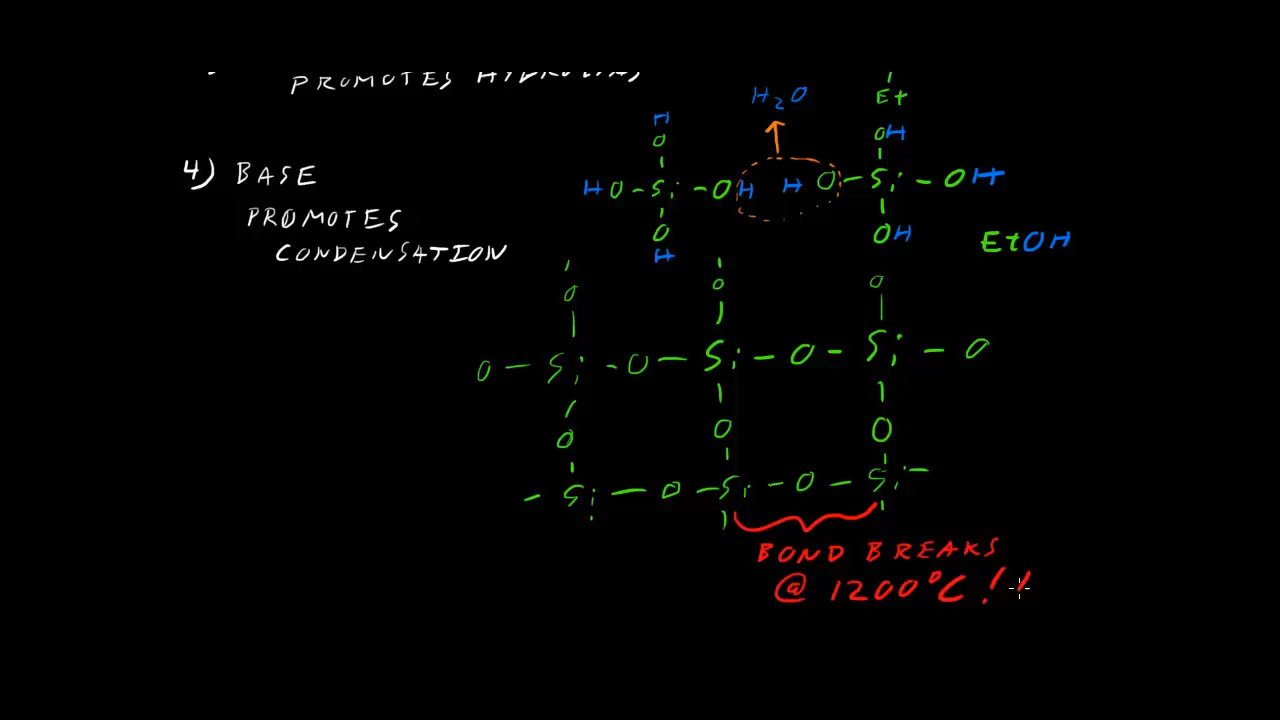 PROMOTES HYDROLYSIS
H2O
Et
H OH
O
4) BASE
HO-Si-OH H O-Si-OH
PROMOTES
O OH EtOH
CONDENSATION
H
O O O
O-Si-O-Si-O-Si-O
O O O
-Si-O-Si-O-Si-
BOND BREAKS
@ 1200°C!!